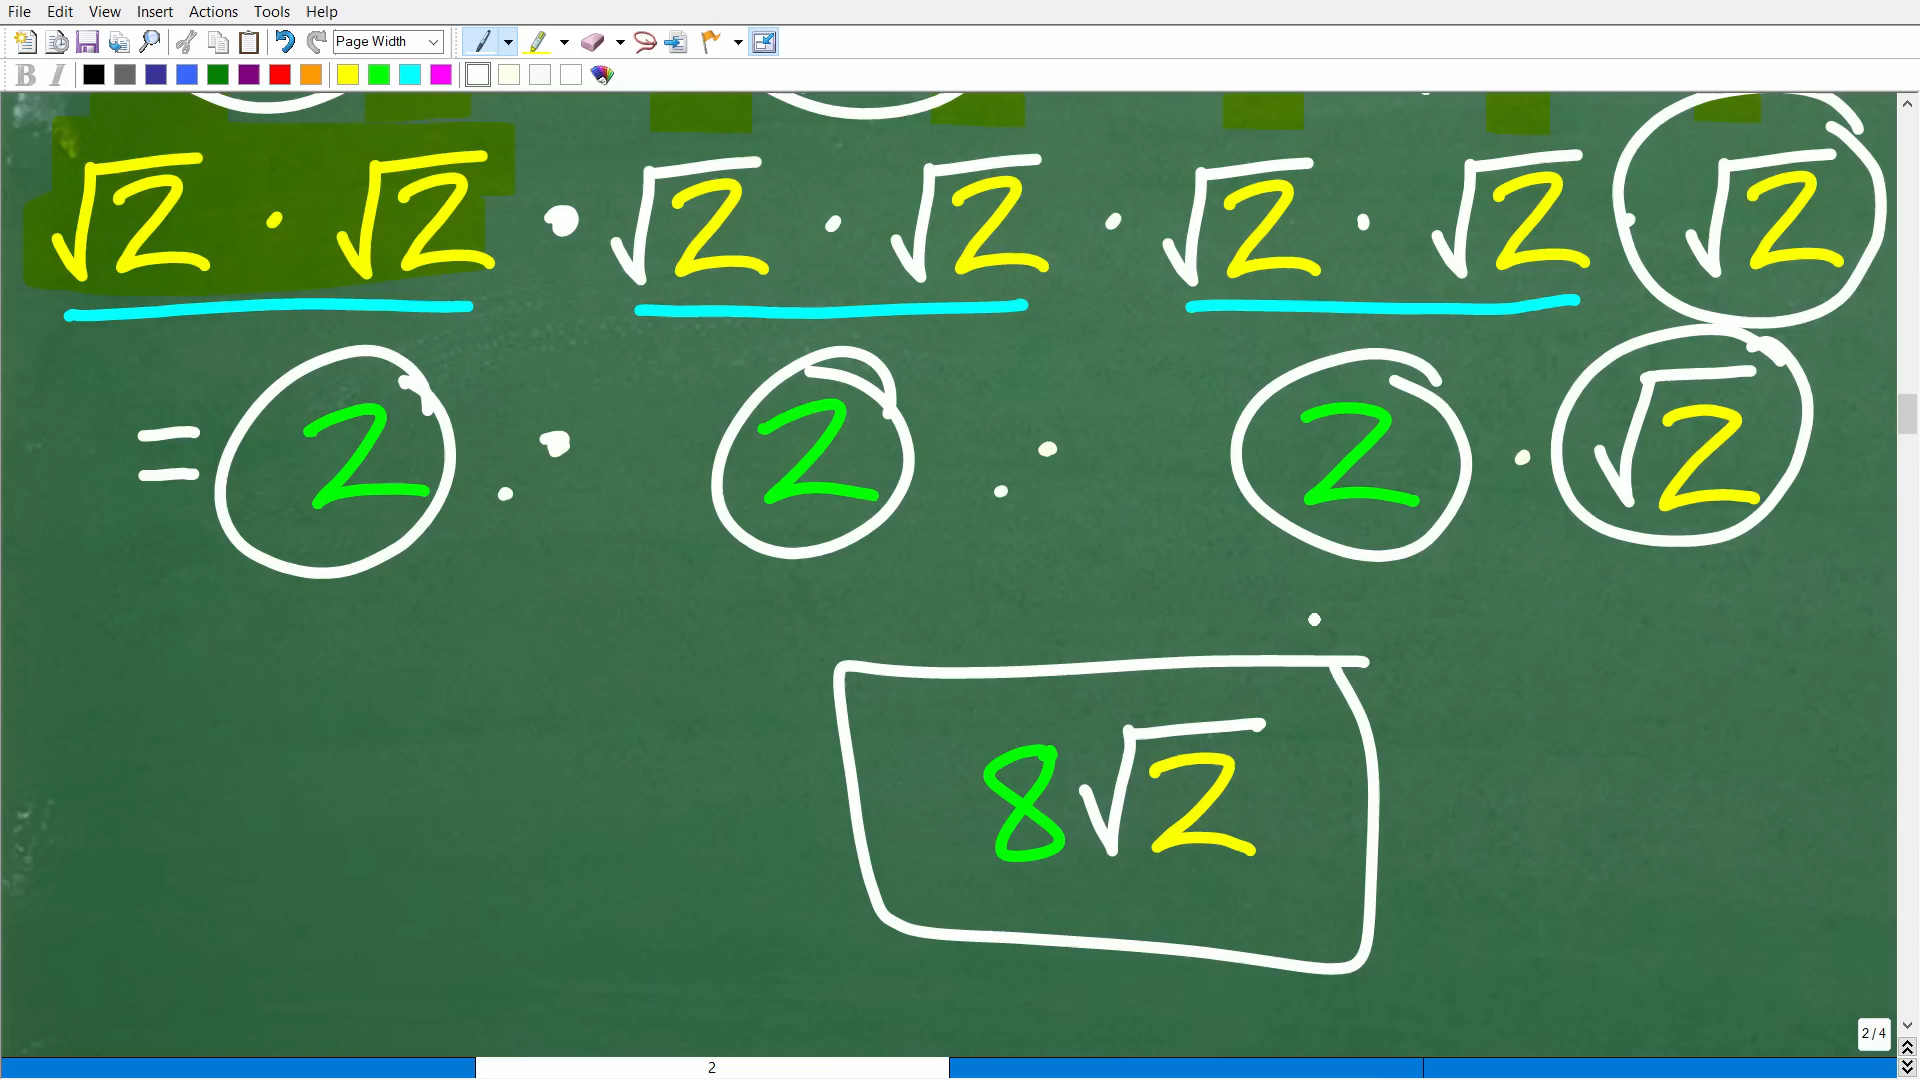 File Edit View Insert Actions Tools Help
Page Width
B I
√2 · √2 · √2 · √2 · √2 · √2 · √2
= 2 · 2 · 2 · √2
8√2
2 / 4
2